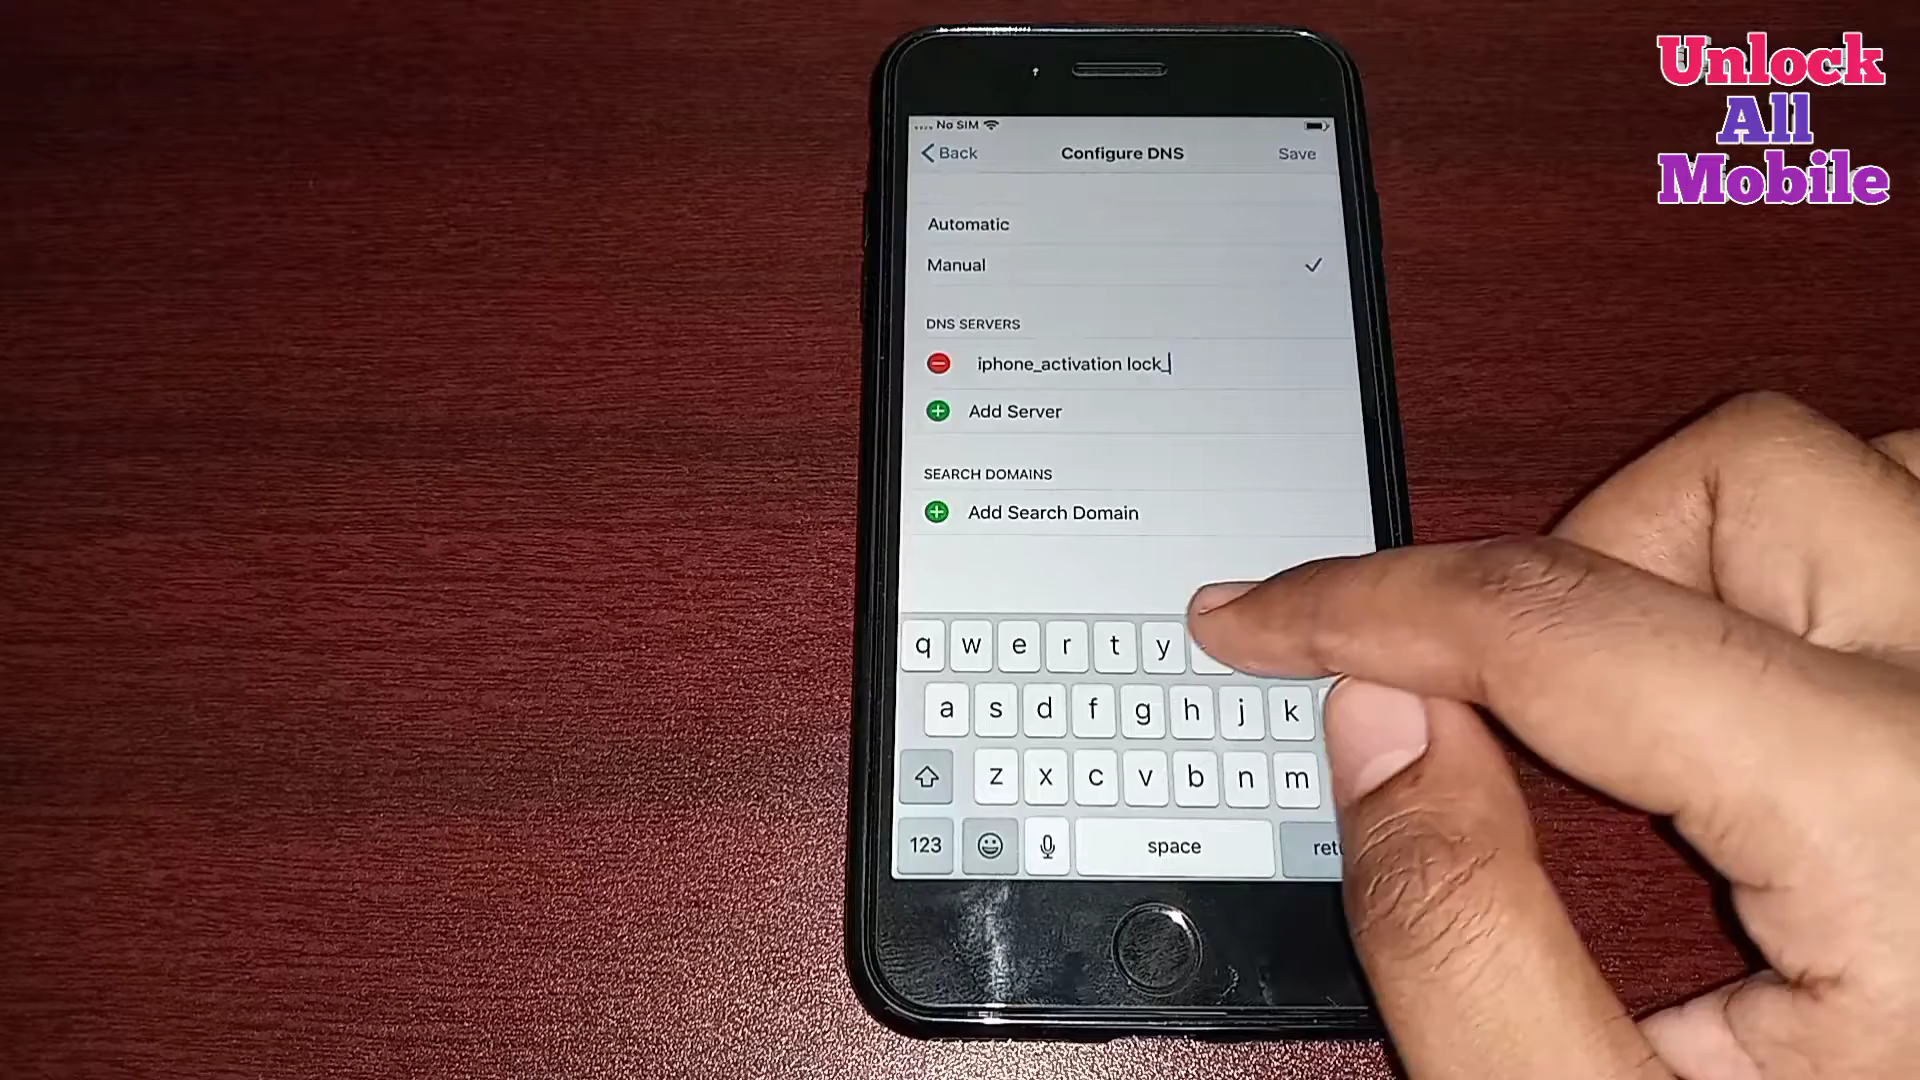 Unlock
All
Mobile
No SIM
Back
Configure DNS
Save
Automatic
Manual
DNS SERVERS
iphone_activation lock_
Add Server
SEARCH DOMAINS
Add Search Domain
q w e r t y
a s d f g h j k
z x c v b n m
123
space